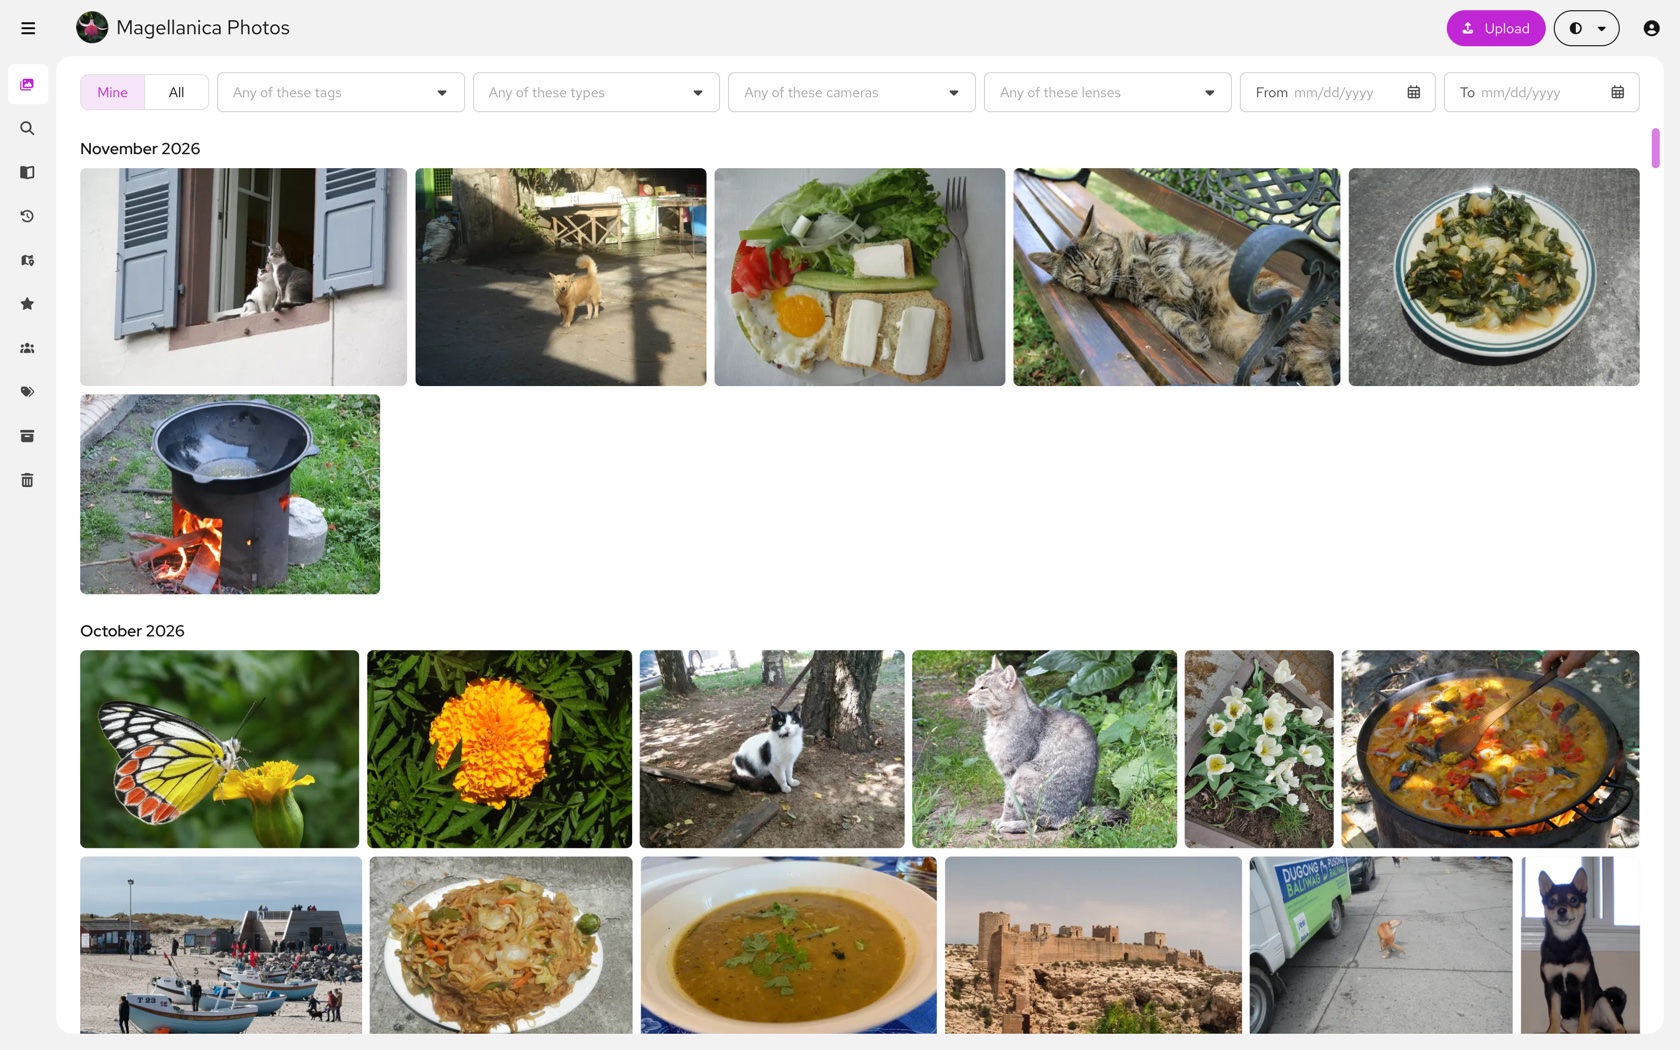 Magellanica Photos
Upload
Mine
All
Any of these tags
Any of these types
Any of these cameras
Any of these lenses
From mm/dd/yyyy
To mm/dd/yyyy
November 2026
October 2026
T 23
DUGONG
BALIWAG